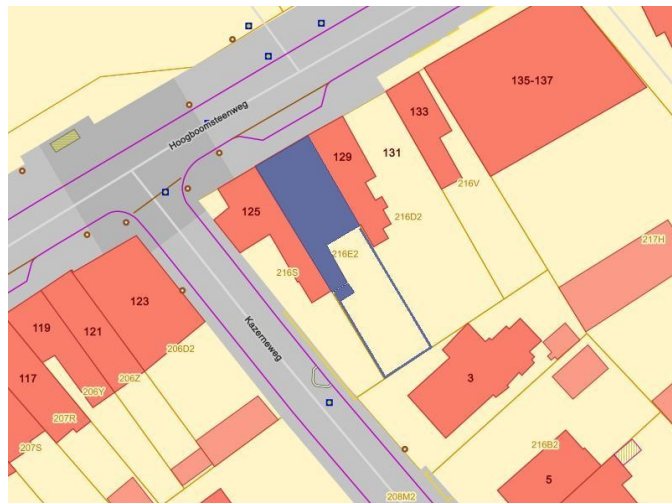 Hoogboomsteenweg
135-137
133
129
131
216V
125
216D2
216E2
217H
216S
123
119
121
Kazerneweg
206D2
3
117
206Z
206Y
207R
207S
216B2
5
208M2